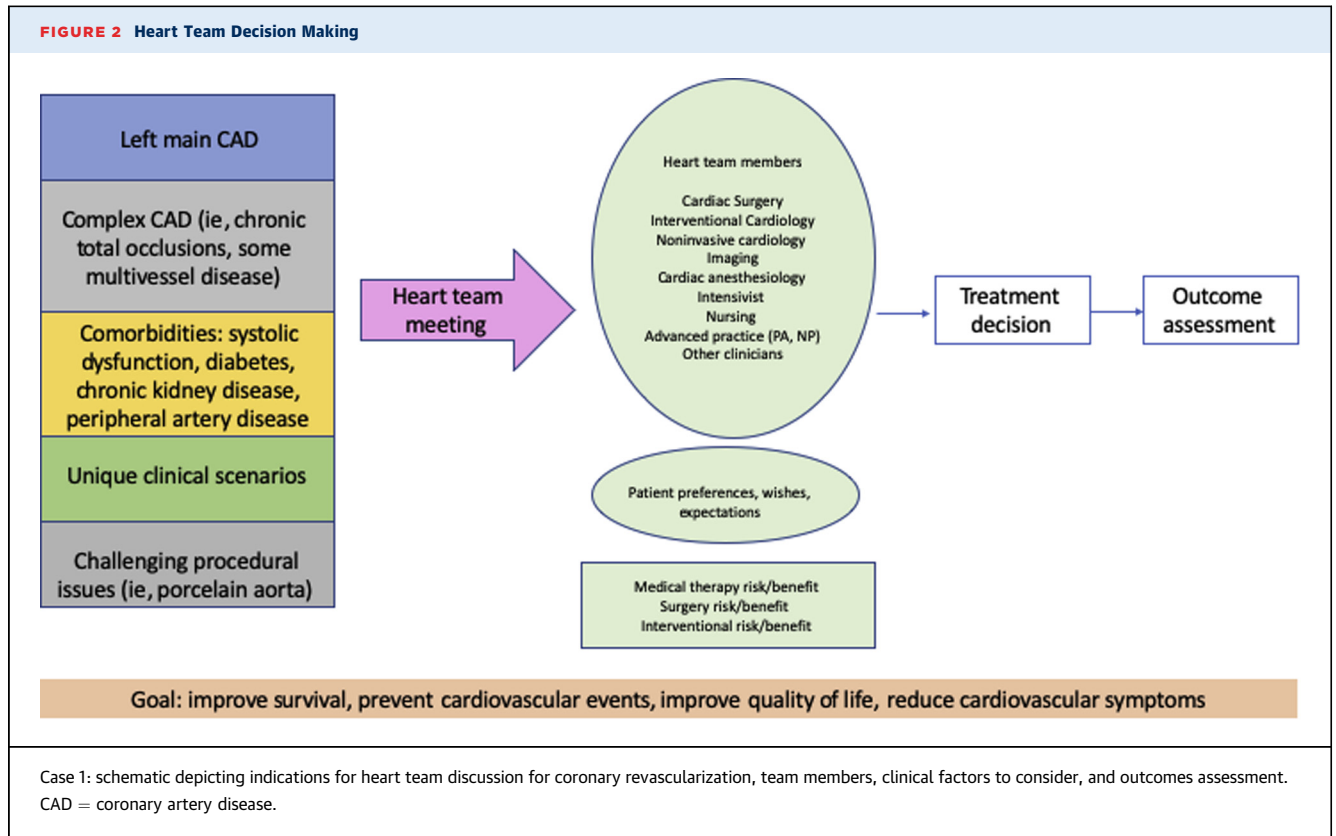 FIGURE 2 Heart Team Decision Making
Left main CAD
Complex CAD (ie, chronic
total occlusions, some
multivessel disease)
Comorbidities: systolic
dysfunction, diabetes,
chronic kidney disease,
peripheral artery disease
Unique clinical scenarios
Challenging procedural
issues (ie, porcelain aorta)
Heart team
meeting
Heart team members
Cardiac Surgery
Interventional Cardiology
Noninvasive cardiology
Imaging
Cardiac anesthesiology
Intensivist
Nursing
Advanced practice (PA, NP)
Other clinicians
Patient preferences, wishes,
expectations
Medical therapy risk/benefit
Surgery risk/benefit
Interventional risk/benefit
Treatment
decision
Outcome
assessment
Goal: improve survival, prevent cardiovascular events, improve quality of life, reduce cardiovascular symptoms
Case 1: schematic depicting indications for heart team discussion for coronary revascularization, team members, clinical factors to consider, and outcomes assessment.
CAD = coronary artery disease.